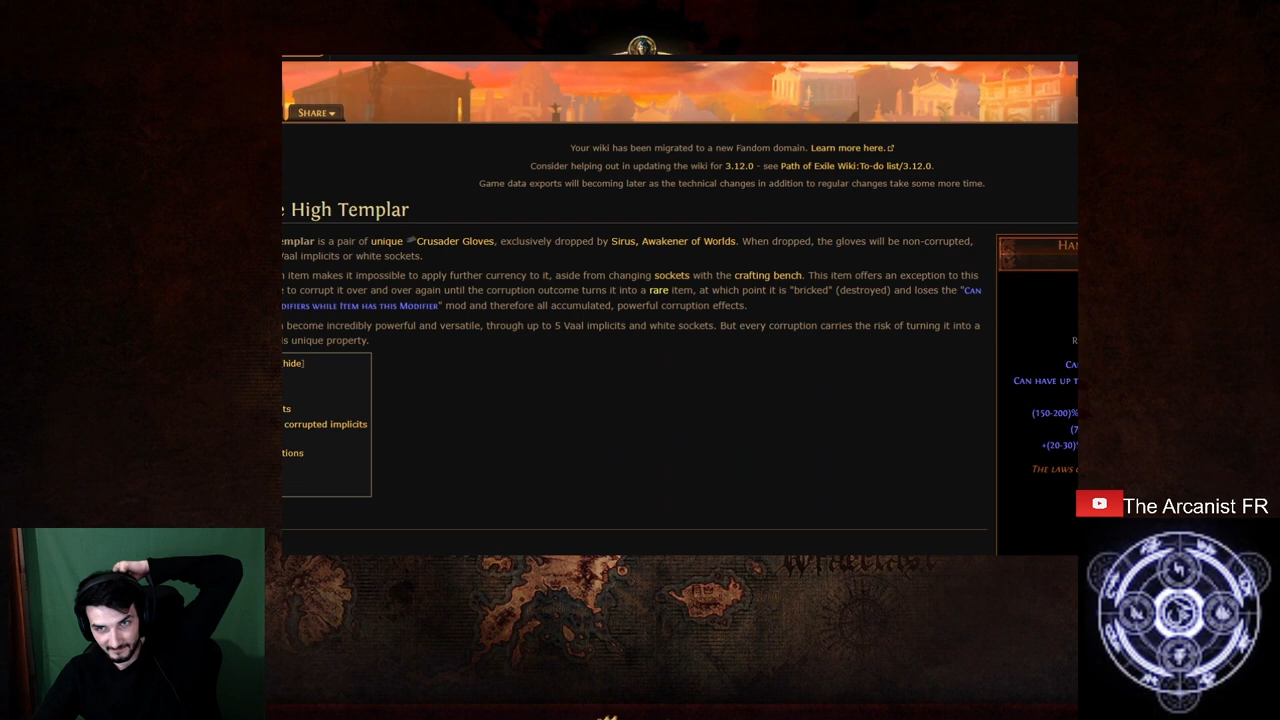 SHARE
Your wiki has been migrated to a new Fandom domain. Learn more here.
Consider helping out in updating the wiki for 3.12.0 - see Path of Exile Wiki:To-do list/3.12.0.
Game data exports will becoming later as the technical changes in addition to regular changes take some more time.
e High Templar
emplar is a pair of unique Crusader Gloves, exclusively dropped by Sirus, Awakener of Worlds. When dropped, the gloves will be non-corrupted,
Vaal implicits or white sockets.
n item makes it impossible to apply further currency to it, aside from changing sockets with the crafting bench. This item offers an exception to this
e to corrupt it over and over again until the corruption outcome turns it into a rare item, at which point it is "bricked" (destroyed) and loses the "CAN
DIFIERS WHILE ITEM HAS THIS MODIFIER" mod and therefore all accumulated, powerful corruption effects.
n become incredibly powerful and versatile, through up to 5 Vaal implicits and white sockets. But every corruption carries the risk of turning it into a
is unique property.
hide]
ts
corrupted implicits
tions
HAN
R
CA
CAN HAVE UP T
(150-200)%
(7
+(20-30)%
THE LAWS
The Arcanist FR